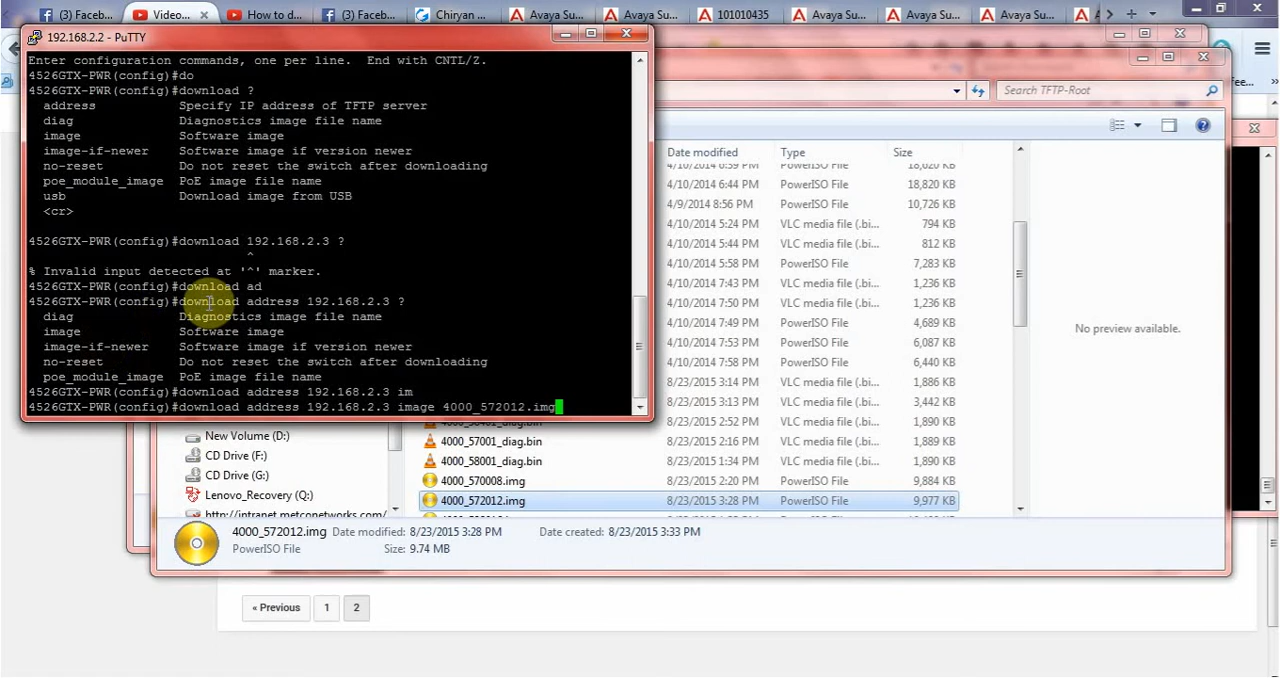 (3) Faceb...
Video...
How to d...
(3) Faceb...
Chiryan ...
Avaya Su...
Avaya Su...
101010435
Avaya Su...
Avaya Su...
Avaya Su...
192.168.2.2 - PuTTY
Enter configuration commands, one per line.  End with CNTL/Z.
4526GTX-PWR(config)#do
4526GTX-PWR(config)#download ?
address Specify IP address of TFTP server
diag Diagnostics image file name
image Software image
image-if-newer Software image if version newer
no-reset Do not reset the switch after downloading
poe_module_image PoE image file name
usb Download image from USB
<cr>
4526GTX-PWR(config)#download 192.168.2.3 ?
^
% Invalid input detected at '^' marker.
4526GTX-PWR(config)#download ad
4526GTX-PWR(config)#download address 192.168.2.3 ?
diag Diagnostics image file name
image Software image
image-if-newer Software image if version newer
no-reset Do not reset the switch after downloading
poe_module_image PoE image file name
4526GTX-PWR(config)#download address 192.168.2.3 im
4526GTX-PWR(config)#download address 192.168.2.3 image 4000_572012.img
Search TFTP-Root
Date modified Type Size
4/10/2014 6:44 PM PowerISO File 18,820 KB
4/9/2014 8:56 PM PowerISO File 10,726 KB
4/10/2014 5:24 PM VLC media file (.bi... 794 KB
4/10/2014 5:44 PM VLC media file (.bi... 812 KB
4/10/2014 5:58 PM PowerISO File 7,283 KB
4/10/2014 7:43 PM VLC media file (.bi... 1,236 KB
4/10/2014 7:50 PM VLC media file (.bi... 1,236 KB
4/10/2014 7:49 PM PowerISO File 4,689 KB
4/10/2014 7:42 PM PowerISO File 6,087 KB
4/10/2014 7:58 PM PowerISO File 6,440 KB
8/23/2015 3:14 PM VLC media file (.bi... 1,886 KB
8/23/2015 3:13 PM VLC media file (.bi... 3,442 KB
8/23/2015 2:52 PM VLC media file (.bi... 1,890 KB
4000_57001_diag.bin 8/23/2015 2:16 PM VLC media file (.bi... 1,889 KB
4000_58001_diag.bin 8/23/2015 1:34 PM VLC media file (.bi... 1,890 KB
4000_570008.img 8/23/2015 2:20 PM PowerISO File 9,884 KB
4000_572012.img 8/23/2015 3:28 PM PowerISO File 9,977 KB
No preview available.
New Volume (D:)
CD Drive (F:)
CD Drive (G:)
Lenovo_Recovery (Q:)
http://intranet.metconetworks.com/
4000_572012.img Date modified: 8/23/2015 3:28 PM Date created: 8/23/2015 3:33 PM
PowerISO File Size: 9.74 MB
« Previous 1 2